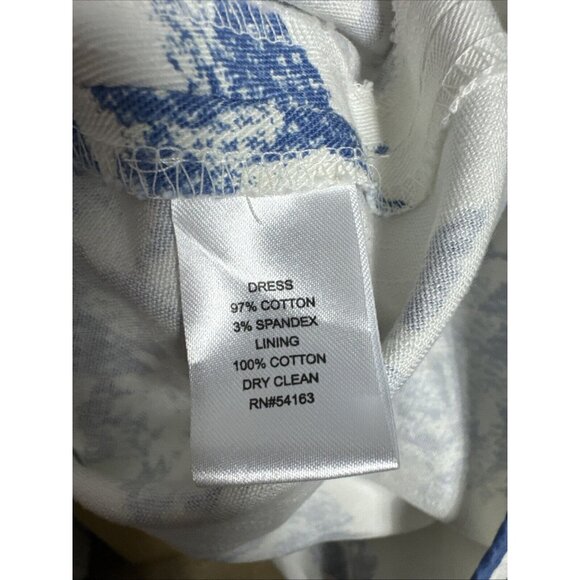 DRESS
97% COTTON
3% SPANDEX
LINING
100% COTTON
DRY CLEAN
RN#54163